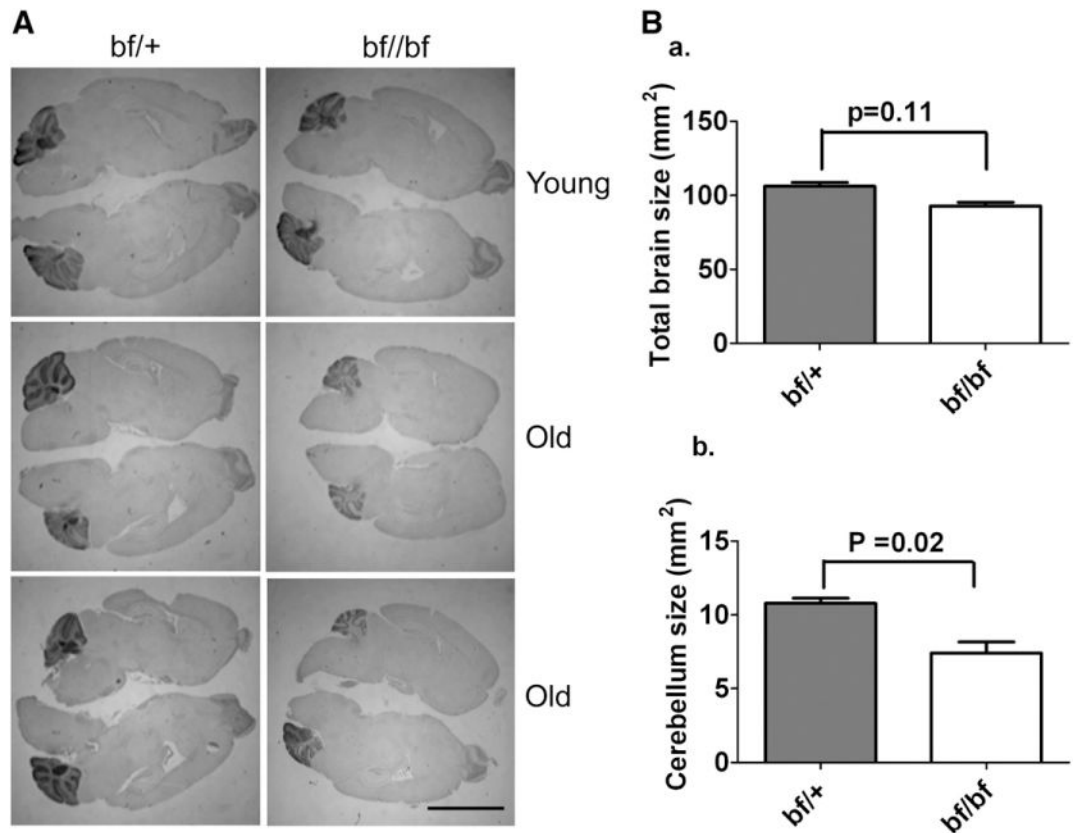 A
bf/+
bf//bf
Young
Old
Old
B
a.
Total brain size (mm²)
150
100
50
0
p=0.11
bf/+
bf/bf
b.
Cerebellum size (mm²)
15
10
5
0
P =0.02
bf/+
bf/bf